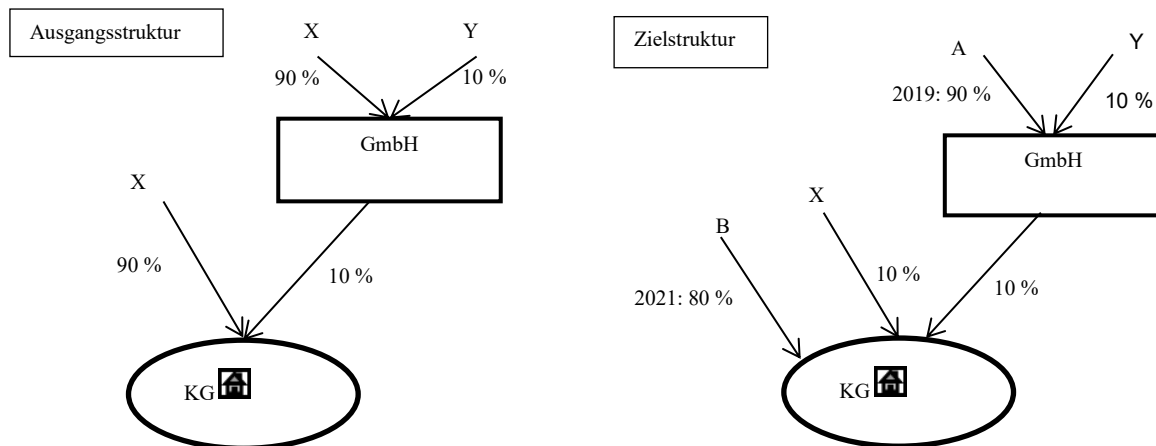 Ausgangsstruktur
X
Y
90 %
10 %
GmbH
X
90 %
10 %
KG
Zielstruktur
A
Y
2019: 90 %
10 %
GmbH
X
B
10 %
10 %
2021: 80 %
KG